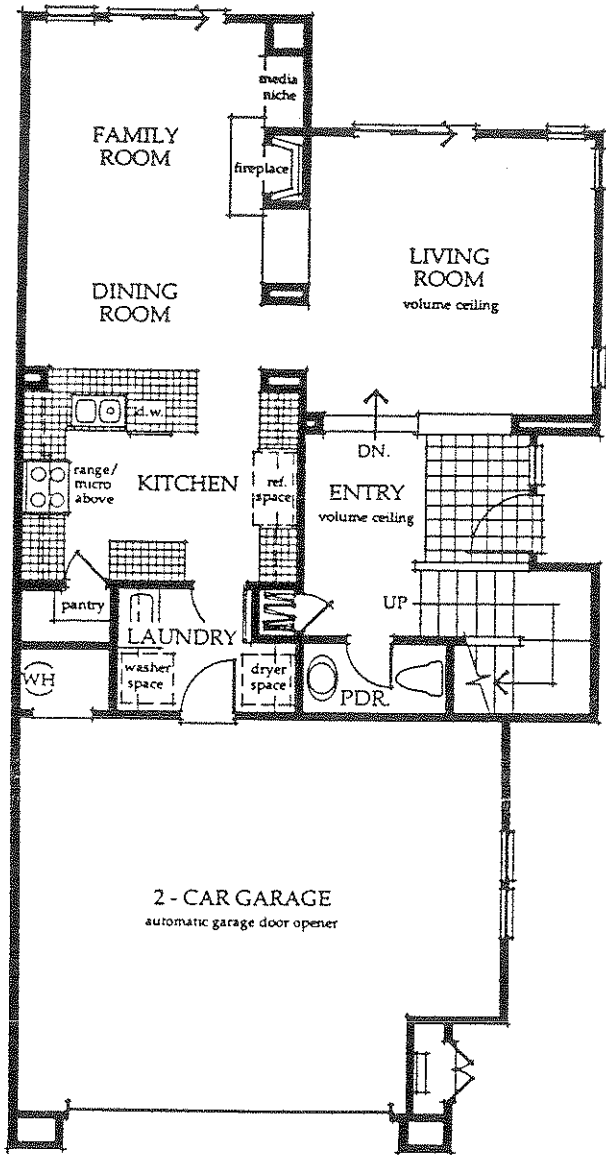 media
niche
FAMILY
ROOM
fireplace
LIVING
ROOM
volume ceiling
DINING
ROOM
d.w.
range/
micro
above
KITCHEN
ref.
space
DN.
ENTRY
volume ceiling
pantry
UP
LAUNDRY
WH
washer
space
dryer
space
PDR.
2 - CAR GARAGE
automatic garage door opener